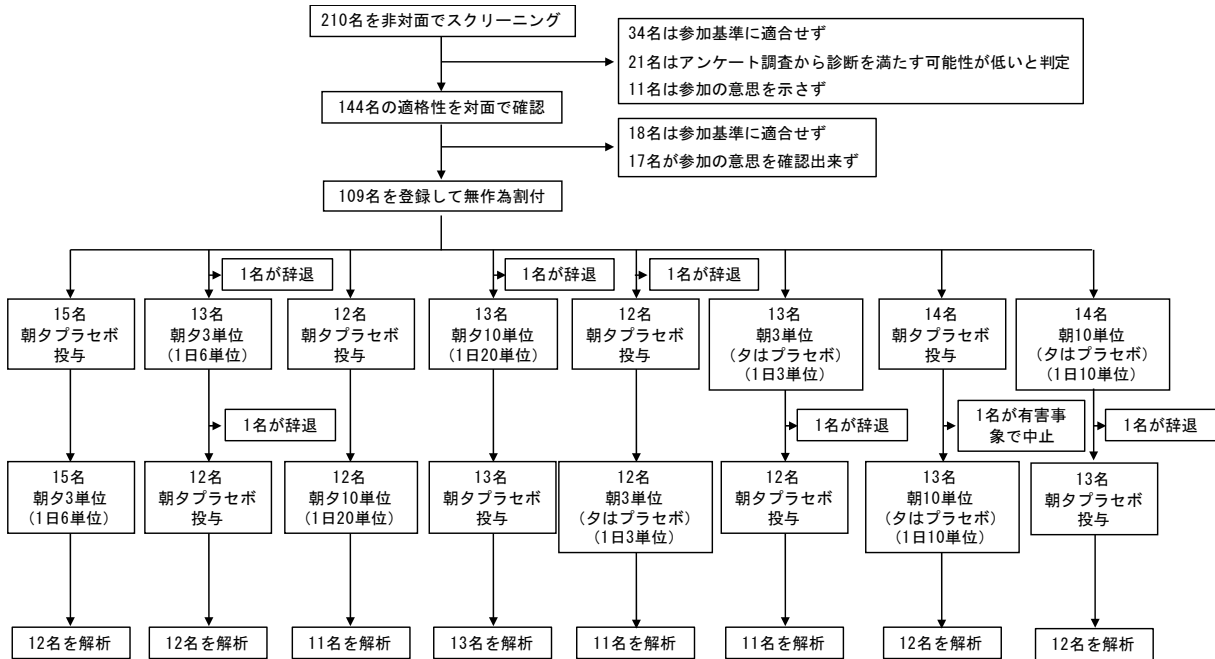 210名を非対面でスクリーニング
34名は参加基準に適合せず
21名はアンケート調査から診断を満たす可能性が低いと判定
11名は参加の意思を示さず
144名の適格性を対面で確認
18名は参加基準に適合せず
17名が参加の意思を確認出来ず
109名を登録して無作為割付
1名が辞退
1名が辞退
1名が辞退
15名
朝夕プラセボ
投与
13名
朝夕3単位
(1日6単位)
12名
朝夕プラセボ
投与
13名
朝夕10単位
(1日20単位)
12名
朝夕プラセボ
投与
13名
朝3単位
(夕はプラセボ)
(1日3単位)
14名
朝夕プラセボ
投与
14名
朝10単位
(夕はプラセボ)
(1日10単位)
1名が辞退
1名が辞退
1名が有害事
象で中止
1名が辞退
15名
朝夕3単位
(1日6単位)
12名
朝夕プラセボ
投与
12名
朝夕10単位
(1日20単位)
13名
朝夕プラセボ
投与
12名
朝3単位
(夕はプラセボ)
(1日3単位)
12名
朝夕プラセボ
投与
13名
朝10単位
(夕はプラセボ)
(1日10単位)
13名
朝夕プラセボ
投与
12名を解析
12名を解析
11名を解析
13名を解析
11名を解析
11名を解析
12名を解析
12名を解析